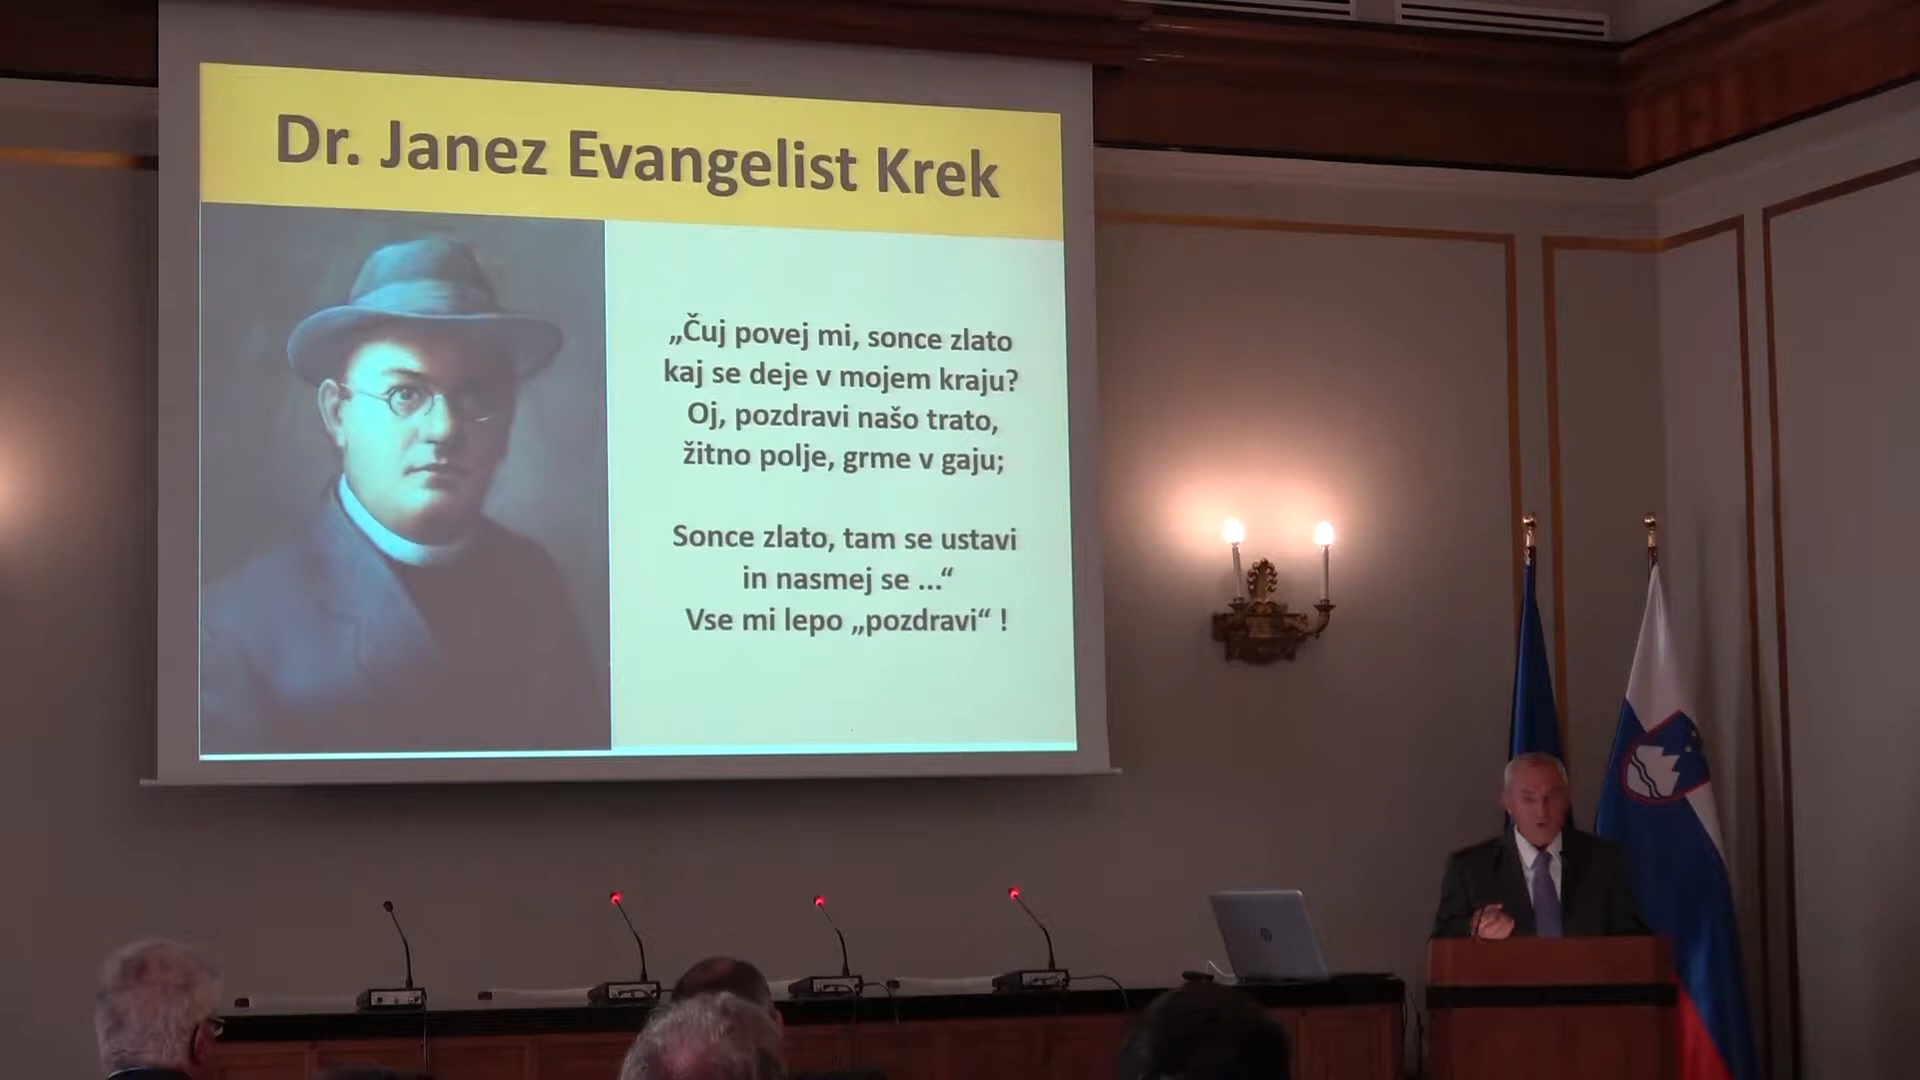 Dr. Janez Evangelist Krek
„Čuj povej mi, sonce zlato
kaj se deje v mojem kraju?
Oj, pozdravi našo trato,
žitno polje, grme v gaju;
Sonce zlato, tam se ustavi
in nasmej se ...“
Vse mi lepo „pozdravi“ !